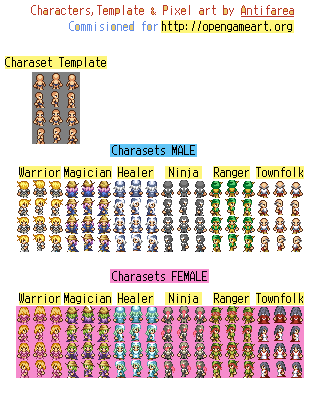 Characters,Template & Pixel art by Antifarea
Commisioned for http://opengameart.org
Charaset Template
Charasets MALE
Warrior Magician Healer Ninja Ranger Townfolk
Charasets FEMALE
Warrior Magician Healer Ninja Ranger Townfolk